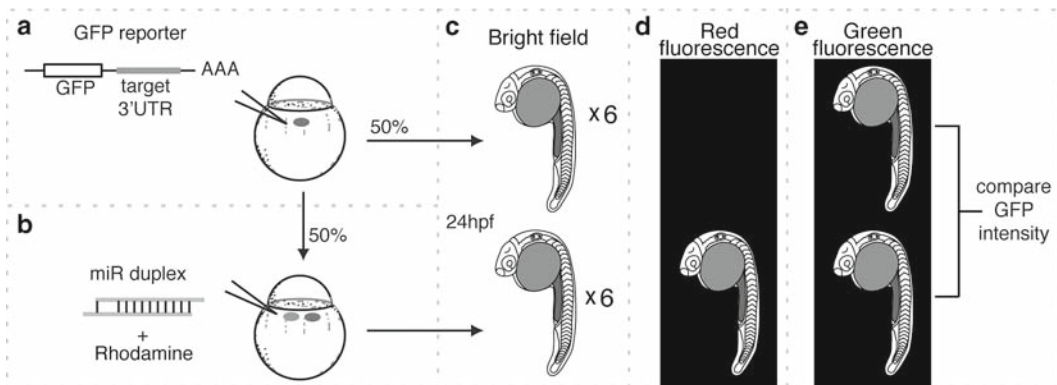 a
GFP reporter
AAA
GFP
target
3'UTR
50%
50%
b
miR duplex
+
Rhodamine
c
Bright field
x6
24hpf
x6
d
Red
fluorescence
e
Green
fluorescence
compare
GFP
intensity